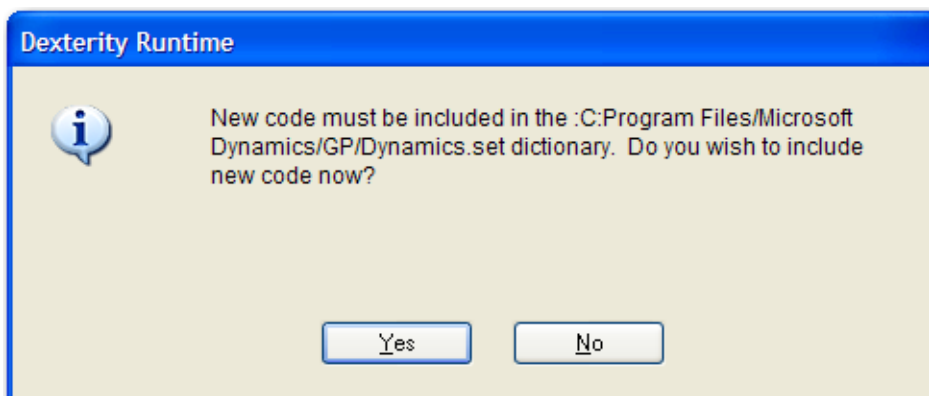 Dexterity Runtime
New code must be included in the :C:Program Files/Microsoft
Dynamics/GP/Dynamics.set dictionary.  Do you wish to include
new code now?
Yes
No